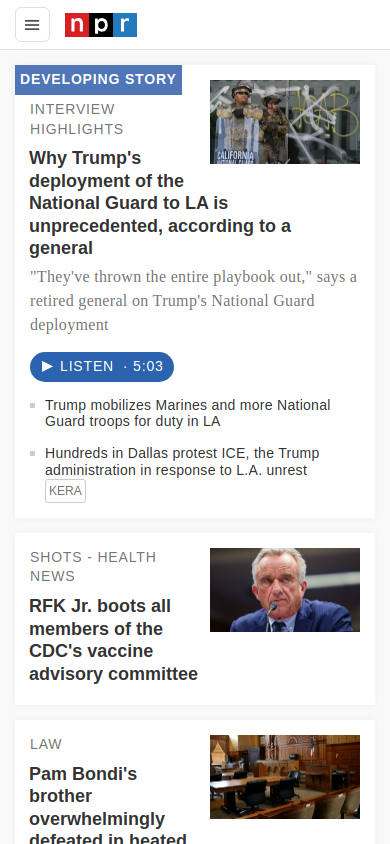 npr
DEVELOPING STORY
INTERVIEW
HIGHLIGHTS
CALIFORNIA
NATIONAL GUARD
Why Trump's
deployment of the
National Guard to LA is
unprecedented, according to a
general
"They've thrown the entire playbook out," says a
retired general on Trump's National Guard
deployment
LISTEN · 5:03
Trump mobilizes Marines and more National
Guard troops for duty in LA
Hundreds in Dallas protest ICE, the Trump
administration in response to L.A. unrest
KERA
SHOTS - HEALTH
NEWS
RFK Jr. boots all
members of the
CDC's vaccine
advisory committee
LAW
Pam Bondi's
brother
overwhelmingly
defeated in heated